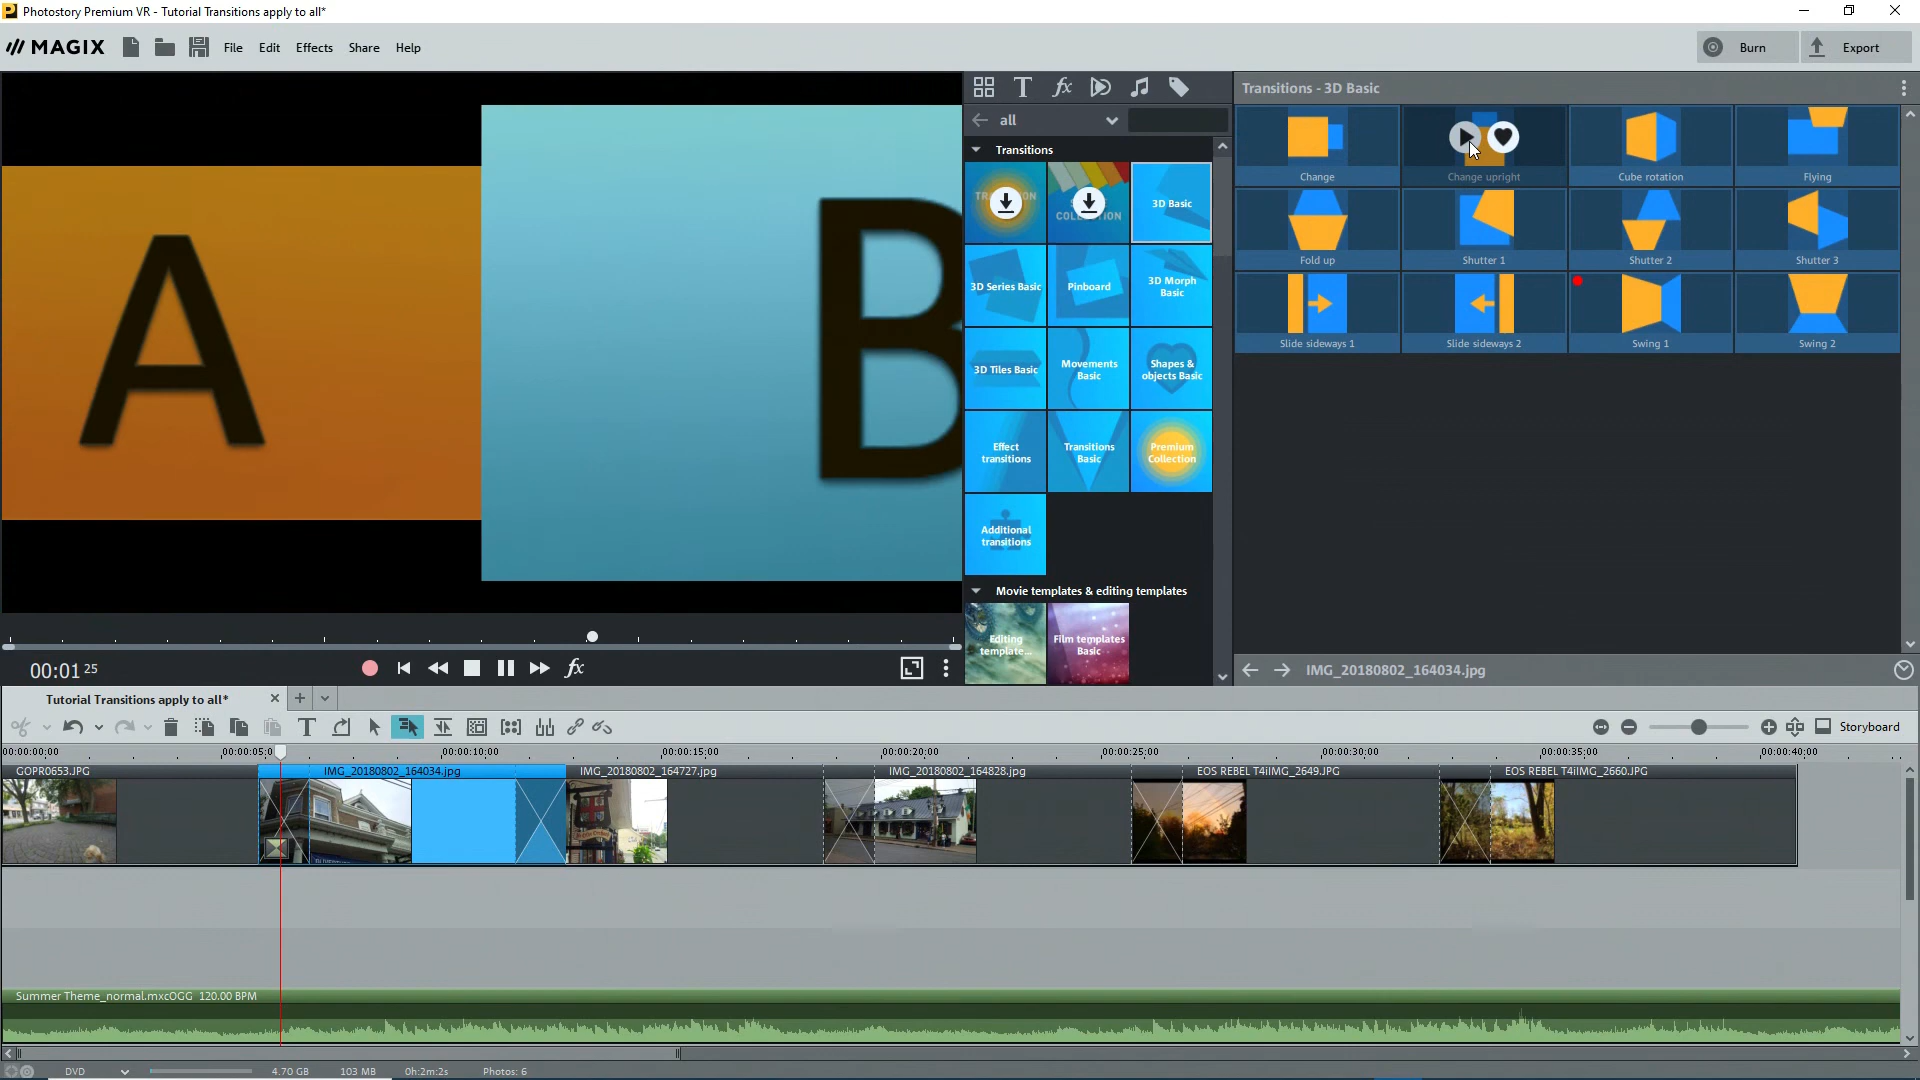 Photostory Premium VR - Tutorial Transitions apply to all*
MAGIX
File Edit Effects Share Help
Burn Export
A
B
all
Transitions
3D Basic
3D Series Basic
Pinboard
3D Morph
Basic
3D Tiles Basic
Movements
Basic
Shapes &
objects Basic
Effect
transitions
Transitions
Basic
Premium
Collection
Additional
transitions
Movie templates & editing templates
Editing
template...
Film templates
Basic
Transitions - 3D Basic
Change
Change upright
Cube rotation
Flying
Fold up
Shutter 1
Shutter 2
Shutter 3
Slide sideways 1
Slide sideways 2
Swing 1
Swing 2
IMG_20180802_164034.jpg
00:01 25
Tutorial Transitions apply to all*
Storyboard
00:00:00:00 00:00:05:0 00:00:10:00 00:00:15:00 00:00:20:00 00:00:25:00 00:00:30:00 00:00:35:00 00:00:40:00
GOPR0653.JPG
IMG_20180802_164034.jpg
IMG_20180802_164727.jpg
IMG_20180802_164828.jpg
EOS REBEL T4iIMG_2649.JPG
EOS REBEL T4iIMG_2660.JPG
Summer Theme_normal.mxcOGG 120.00 BPM
DVD 4.70 GB 103 MB 0h:2m:2s Photos: 6